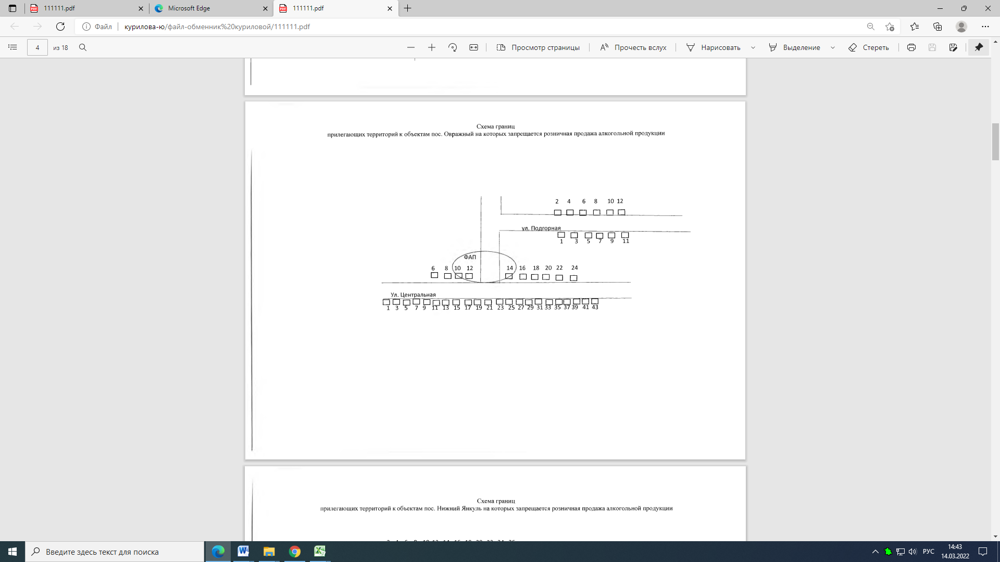 111111.pdf
Microsoft Edge
111111.pdf
Файл
курилова-ю/файл-обменник%20куриловой/111111.pdf
4 из 18
Просмотр страницы
Прочесть вслух
Нарисовать
Выделение
Стереть
Схема границ
прилегающих территорий к объектам пос. Овражный на которых запрещается розничная продажа алкогольной продукции
2 4 6 8 10 12
ул. Подгорная
1 3 5 7 9 11
ФАП
6 8 10 12 14 16 18 20 22 24
Ул. Центральная
1 3 5 7 9 11 13 15 17 19 21 23 25 27 29 31 33 35 37 39 41 43
Схема границ
прилегающих территорий к объектам пос. Нижний Янкуль на которых запрещается розничная продажа алкогольной продукции
Введите здесь текст для поиска
РУС
14:43
14.03.2022